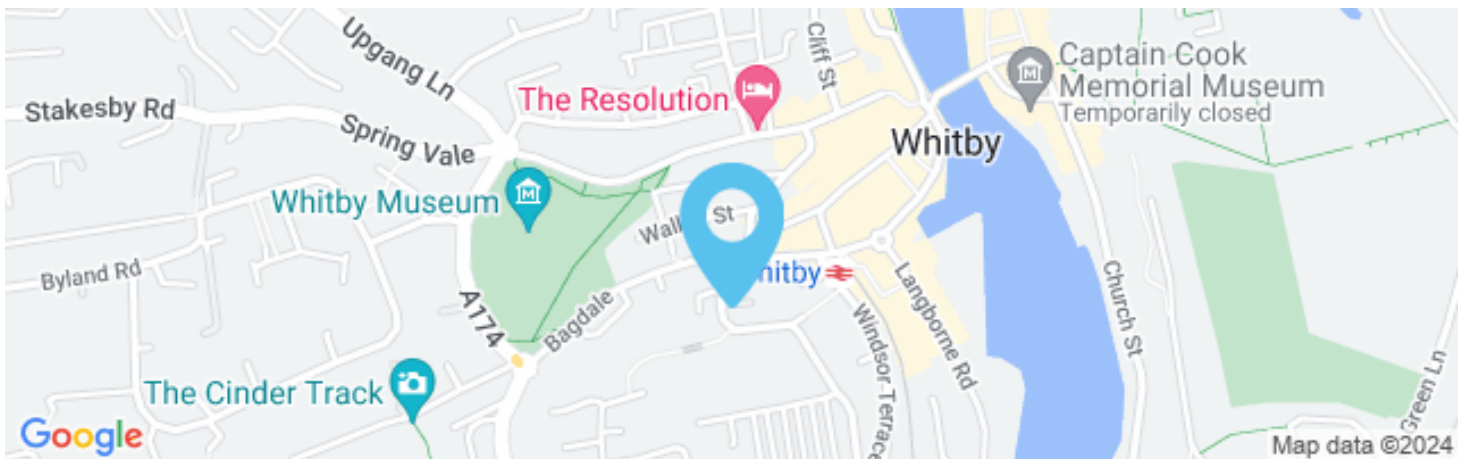 Upgang Ln
Cliff St
Captain Cook
Memorial Museum
Temporarily closed
The Resolution
Stakesby Rd
Spring Vale
Whitby
Whitby Museum
St
Byland Rd
A174
Bagdale
Langborne Rd
Church St
Windsor Terrace
The Cinder Track
Green Ln
Google
Map data ©2024